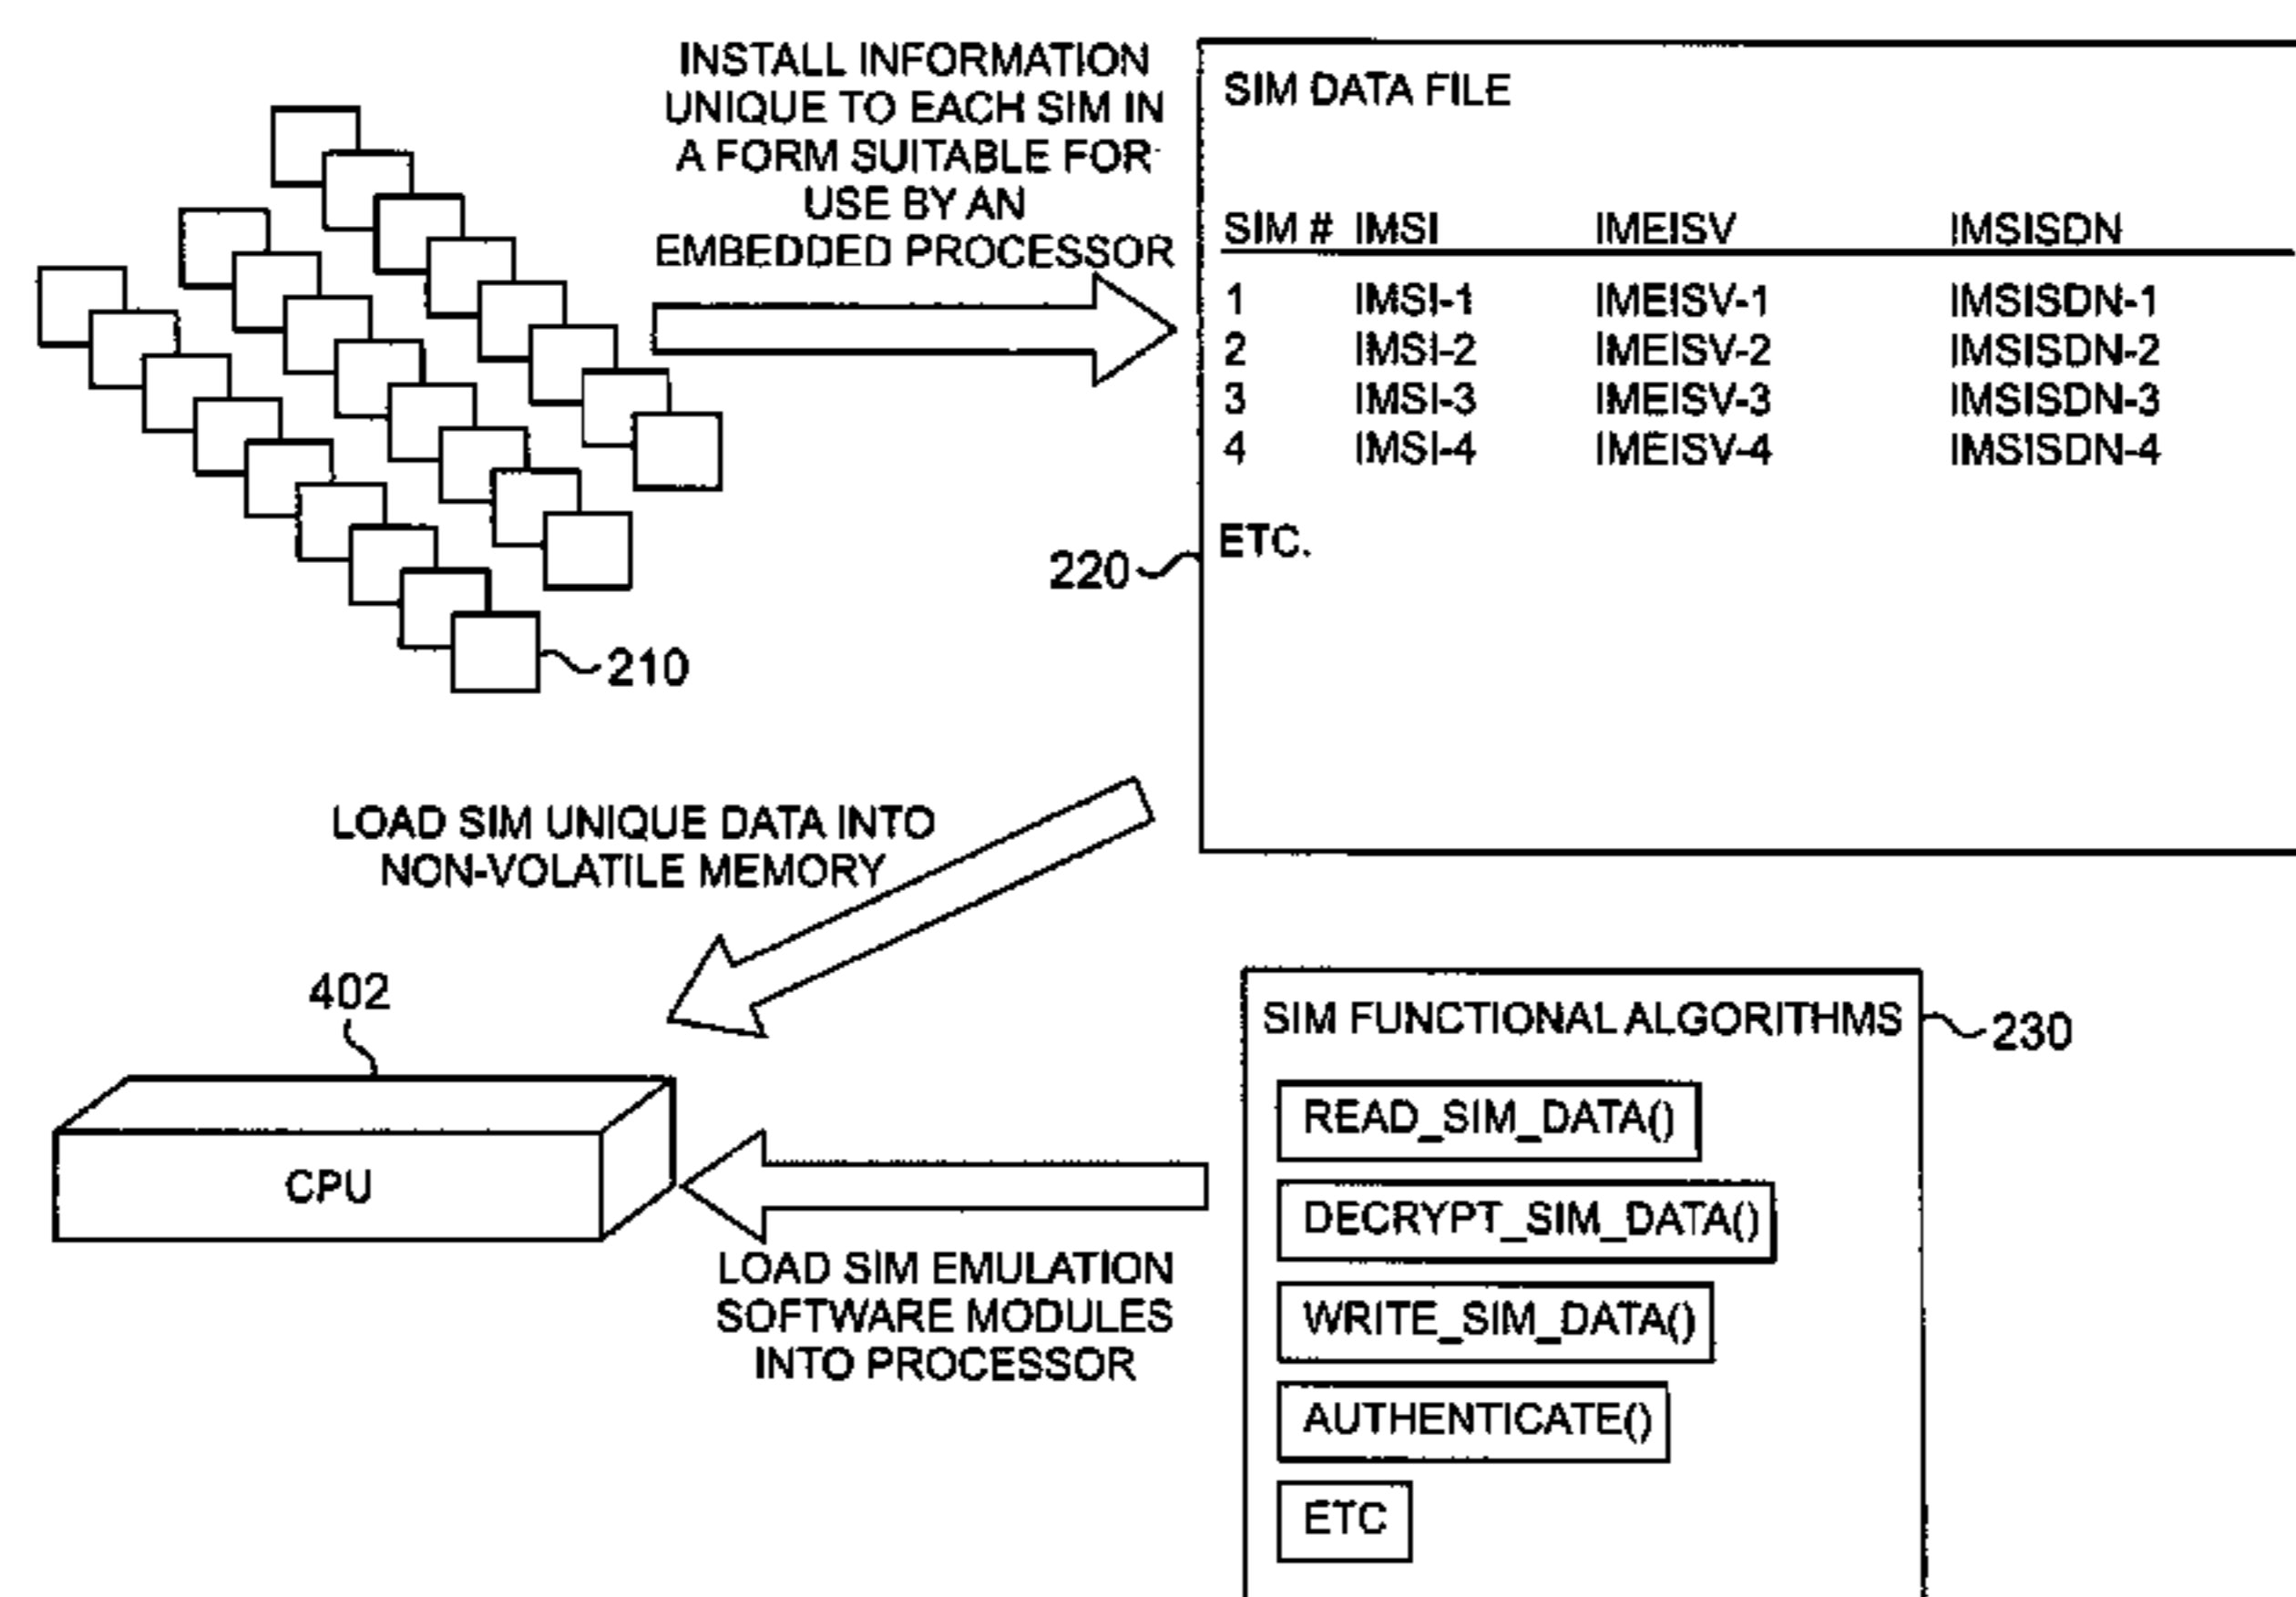 INSTALL INFORMATION
UNIQUE TO EACH SIM IN
A FORM SUITABLE FOR
USE BY AN
EMBEDDED PROCESSOR
SIM DATA FILE
SIM # IMSI IMEISV IMSISDN
1 IMSI-1 IMEISV-1 IMSISDN-1
2 IMSI-2 IMEISV-2 IMSISDN-2
3 IMSI-3 IMEISV-3 IMSISDN-3
4 IMSI-4 IMEISV-4 IMSISDN-4
ETC.
220
210
LOAD SIM UNIQUE DATA INTO
NON-VOLATILE MEMORY
402
CPU
SIM FUNCTIONAL ALGORITHMS
230
READ_SIM_DATA()
DECRYPT_SIM_DATA()
WRITE_SIM_DATA()
AUTHENTICATE()
ETC
LOAD SIM EMULATION
SOFTWARE MODULES
INTO PROCESSOR